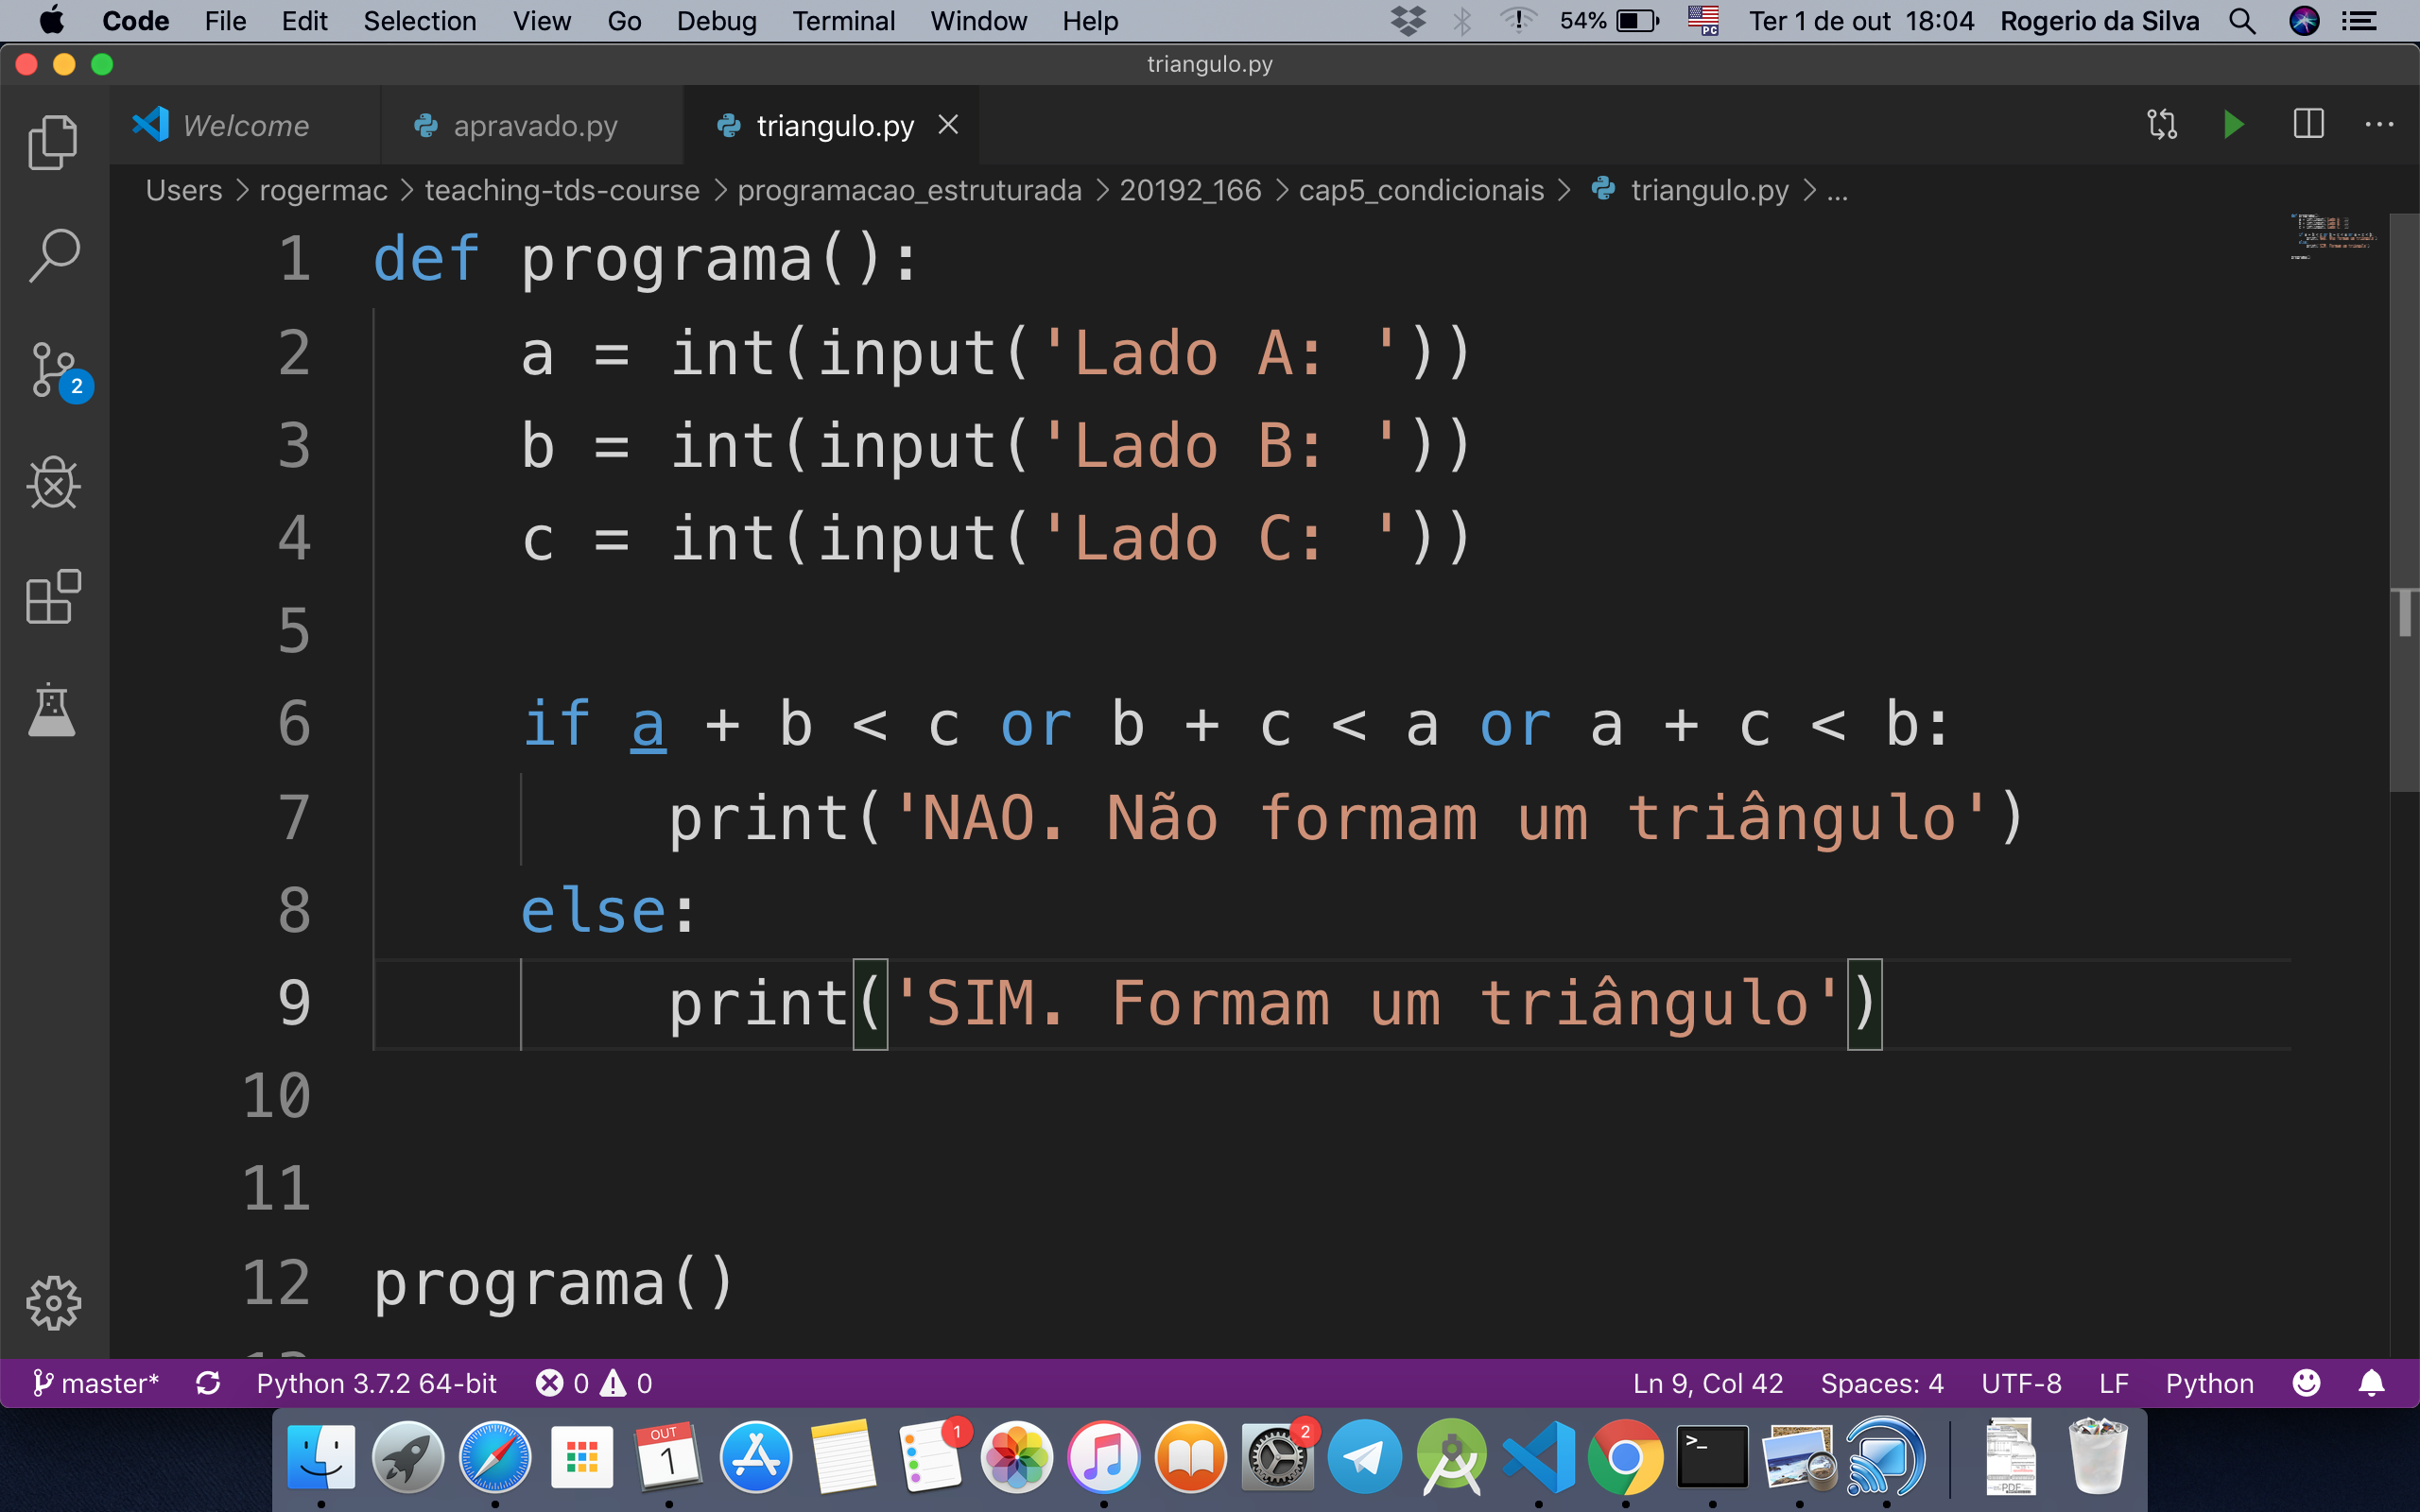 Code File Edit Selection View Go Debug Terminal Window Help 54% PC Ter 1 de out 18:04 Rogerio da Silva
triangulo.py
Welcome apravado.py triangulo.py
Users > rogermac > teaching-tds-course > programacao_estruturada > 20192_166 > cap5_condicionais > triangulo.py > ...
1 def programa():
2 a = int(input('Lado A: '))
3 b = int(input('Lado B: '))
4 c = int(input('Lado C: '))
5
6 if a + b < c or b + c < a or a + c < b:
7 print('NAO. Não formam um triângulo')
8 else:
9 print('SIM. Formam um triângulo')
10
11
12 programa()
2
master* Python 3.7.2 64-bit 0 0 Ln 9, Col 42 Spaces: 4 UTF-8 LF Python
OUT
1
1
2
>_
PDF